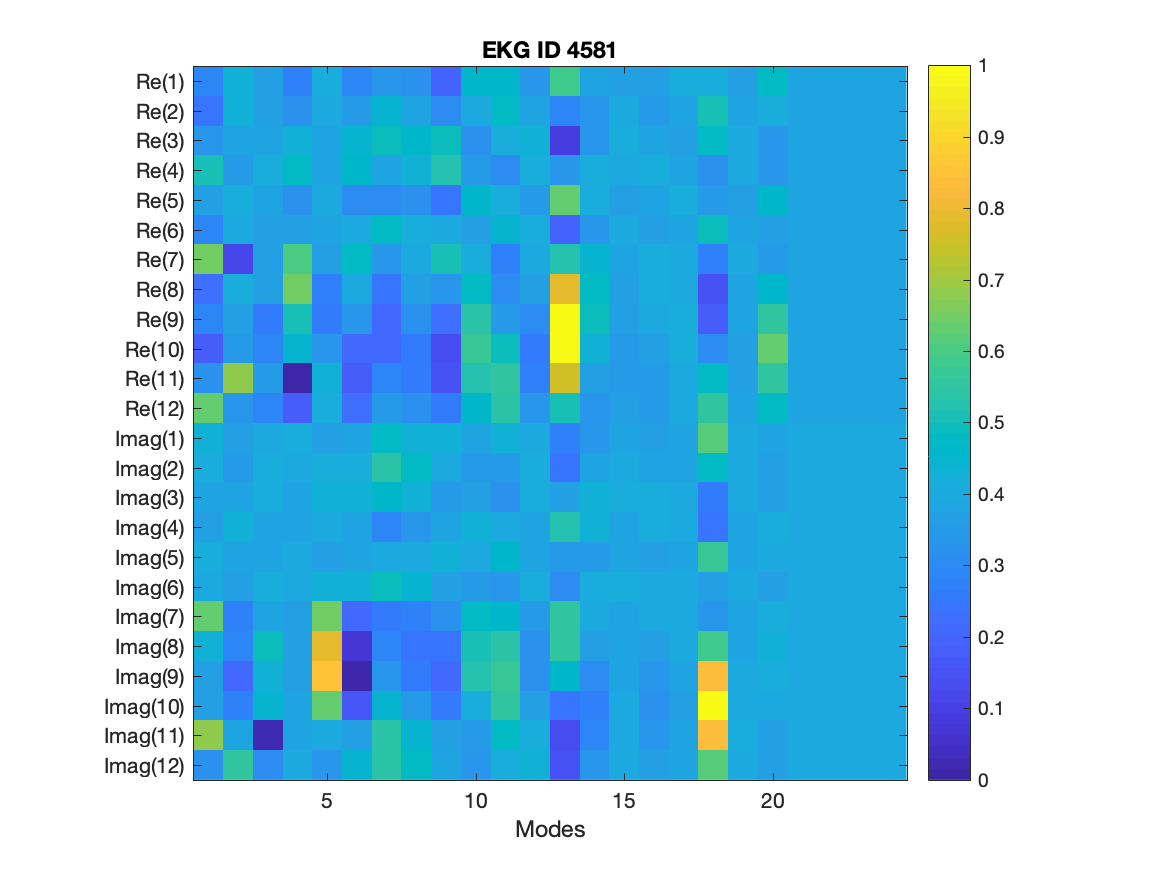 EKG ID 4581
Re(1)
Re(2)
Re(3)
Re(4)
Re(5)
Re(6)
Re(7)
Re(8)
Re(9)
Re(10)
Re(11)
Re(12)
Imag(1)
Imag(2)
Imag(3)
Imag(4)
Imag(5)
Imag(6)
Imag(7)
Imag(8)
Imag(9)
Imag(10)
Imag(11)
Imag(12)
5 10 15 20
Modes
1
0.9
0.8
0.7
0.6
0.5
0.4
0.3
0.2
0.1
0